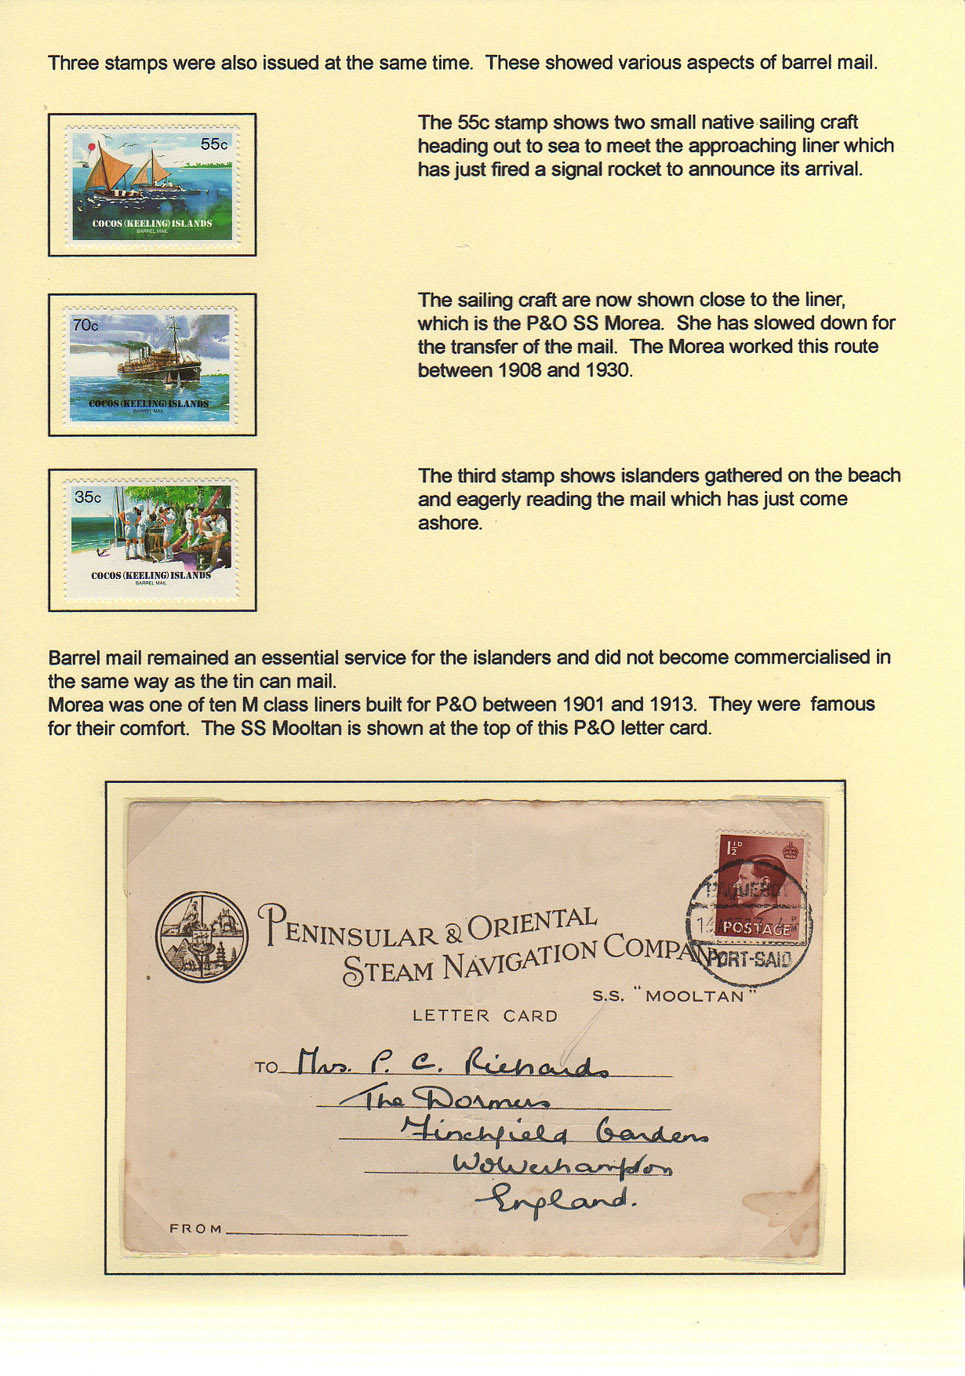 Three stamps were also issued at the same time. These showed various aspects of barrel mail.
55c
COCOS (KEELING) ISLANDS
BARREL MAIL
The 55c stamp shows two small native sailing craft
heading out to sea to meet the approaching liner which
has just fired a signal rocket to announce its arrival.
70c
COCOS (KEELING) ISLANDS
BARREL MAIL
The sailing craft are now shown close to the liner,
which is the P&O SS Morea. She has slowed down for
the transfer of the mail. The Morea worked this route
between 1908 and 1930.
35c
COCOS (KEELING) ISLANDS
BARREL MAIL
The third stamp shows islanders gathered on the beach
and eagerly reading the mail which has just come
ashore.
Barrel mail remained an essential service for the islanders and did not become commercialised in
the same way as the tin can mail.
Morea was one of ten M class liners built for P&O between 1901 and 1913. They were famous
for their comfort. The SS Mooltan is shown at the top of this P&O letter card.
1½D
POSTAGE
PORT-SAID
PENINSULAR & ORIENTAL
STEAM NAVIGATION COMPANY
S.S. "MOOLTAN"
LETTER CARD
TO Mrs. P. C. Richards
The Dormers
Finchfield Gardens
Wolverhampton
England.
FROM